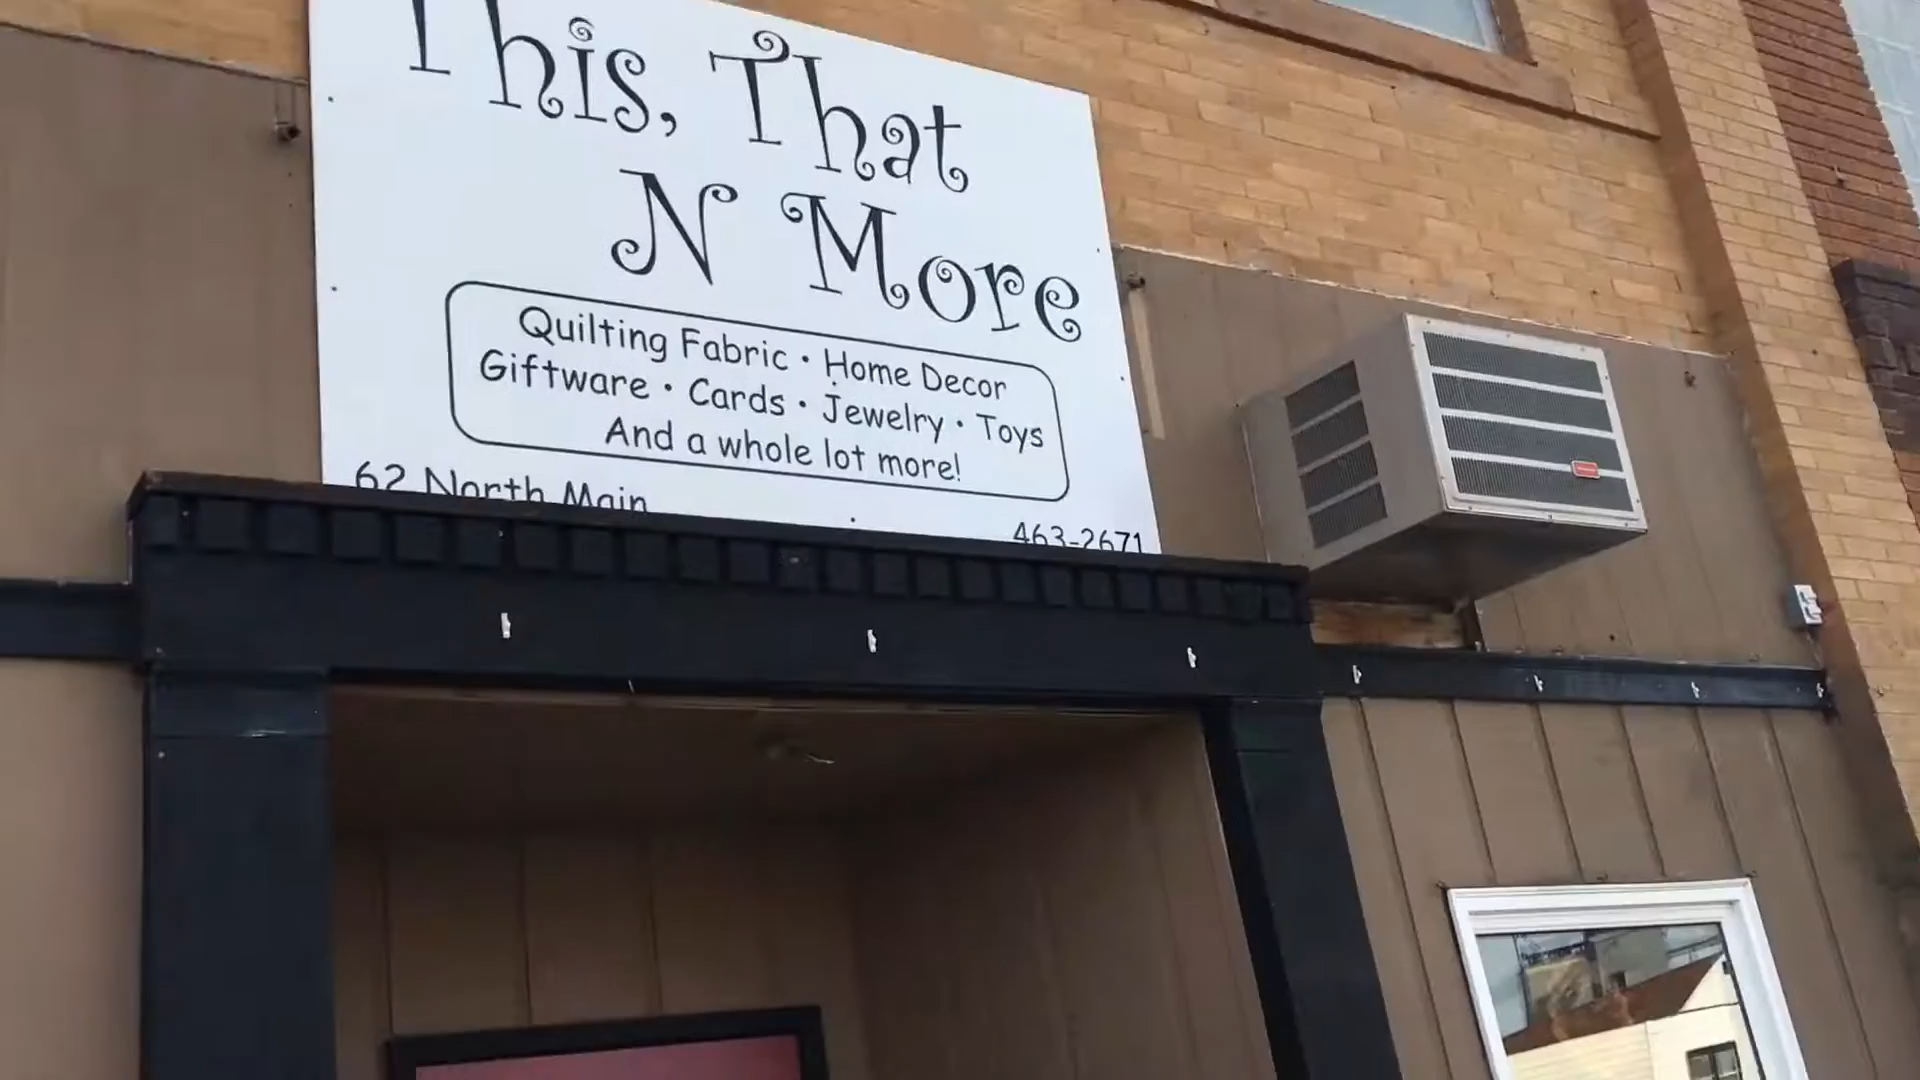 This, That
N More
Quilting Fabric • Home Decor
Giftware • Cards • Jewelry • Toys
And a whole lot more!
62 North Main
463-2671